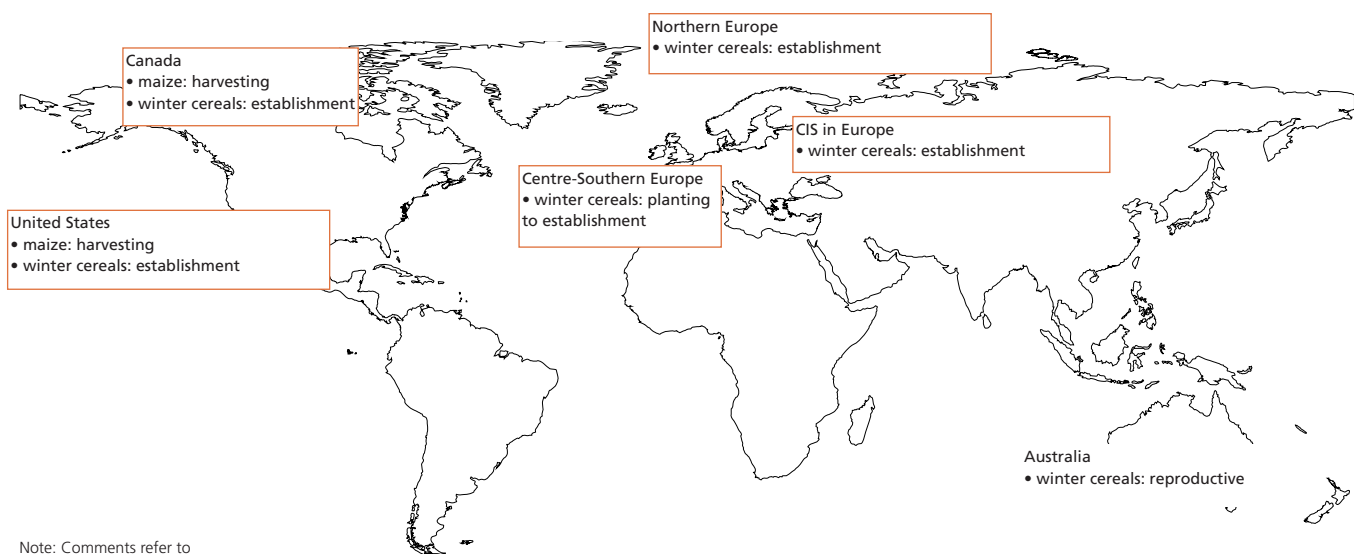 Northern Europe
• winter cereals: establishment
Canada
• maize: harvesting
• winter cereals: establishment
CIS in Europe
• winter cereals: establishment
Centre-Southern Europe
• winter cereals: planting
to establishment
United States
• maize: harvesting
• winter cereals: establishment
Australia
• winter cereals: reproductive
Note: Comments refer to